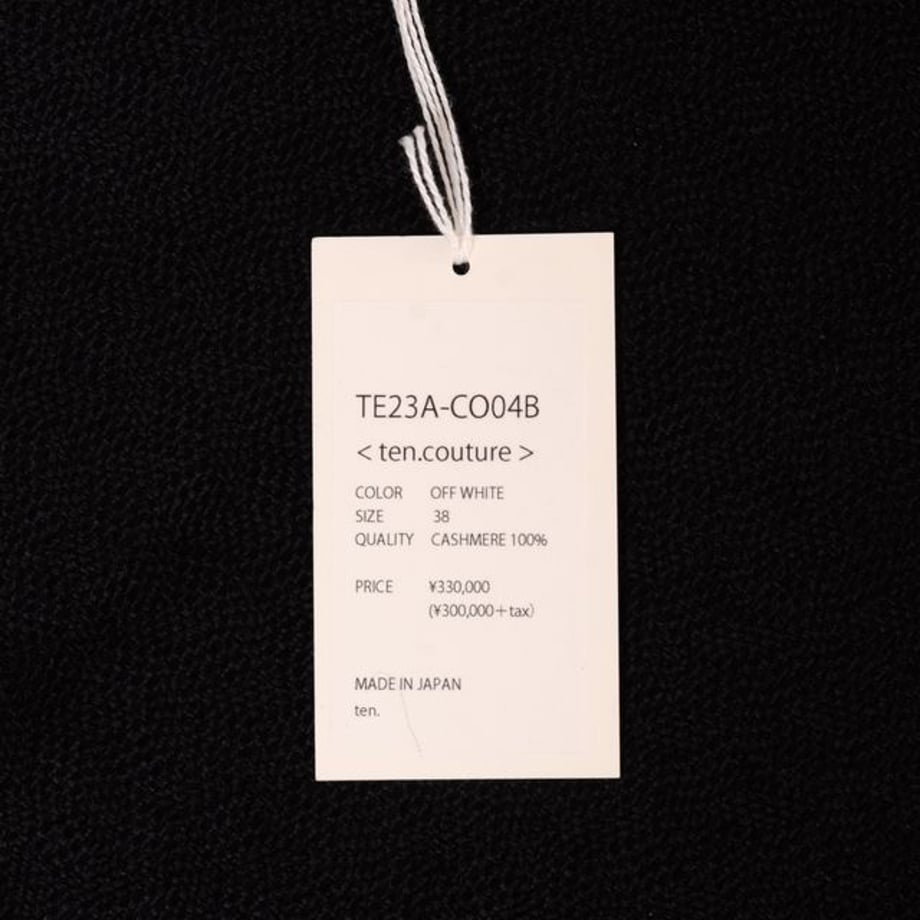 TE23A-CO04B
< ten.couture >
COLOR OFF WHITE
SIZE 38
QUALITY CASHMERE 100%
PRICE ¥330,000
(¥300,000+tax)
MADE IN JAPAN
ten.